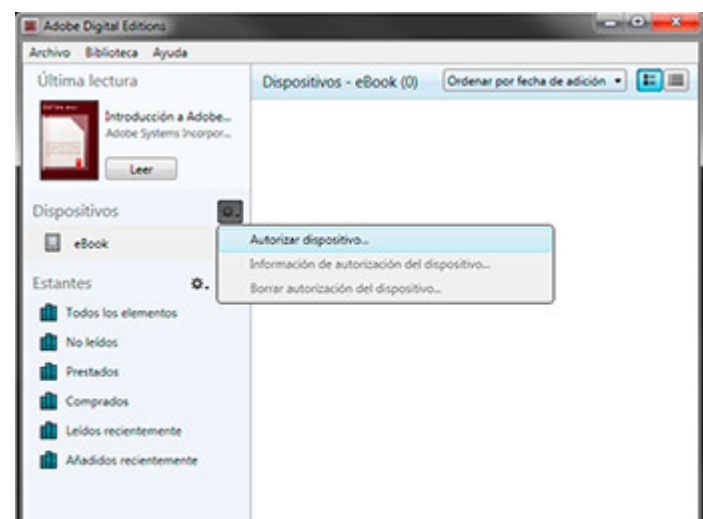 Adobe Digital Editions
Archivo Biblioteca Ayuda
Última lectura
Introducción a Adobe...
Adobe Systems Incorpor...
Leer
Dispositivos - eBook (0)
Ordenar por fecha de adición
Dispositivos
eBook
Autorizar dispositivo...
Información de autorización del dispositivo...
Borrar autorización del dispositivo...
Estantes
Todos los elementos
No leídos
Prestados
Comprados
Leídos recientemente
Añadidos recientemente